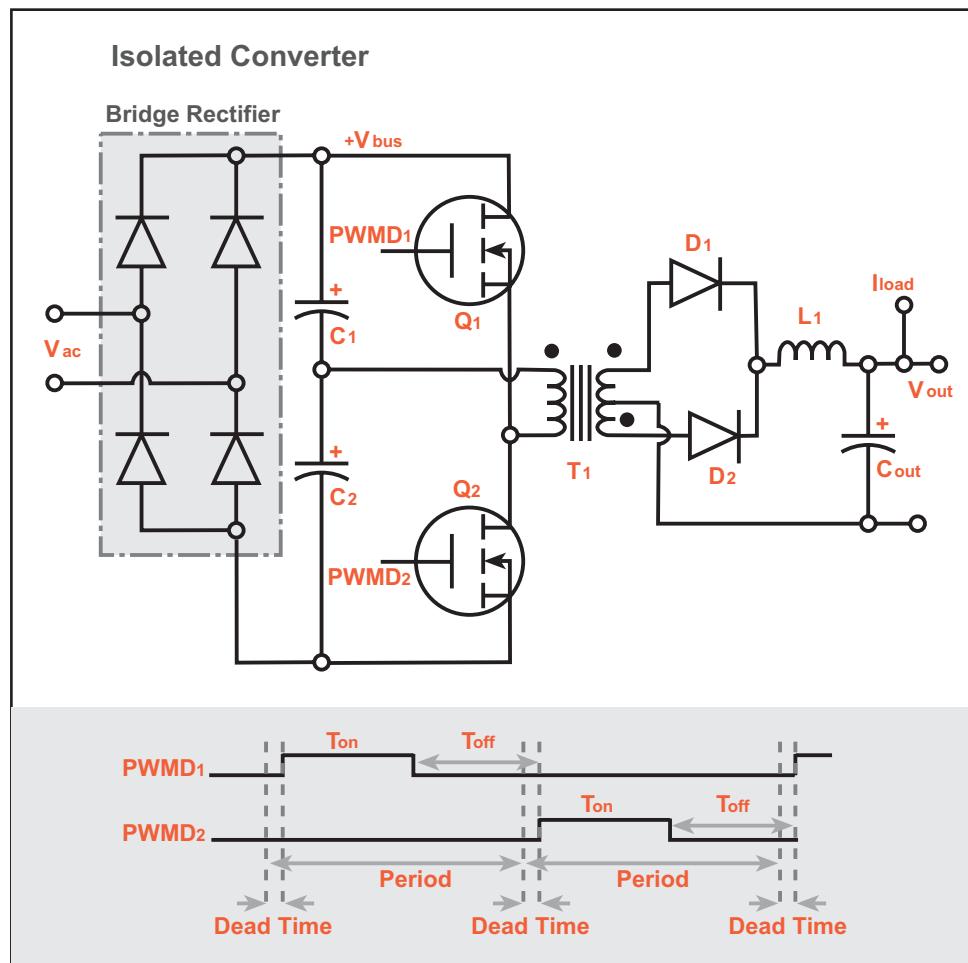 Isolated Converter
Bridge Rectifier
+Vbus
PWMD1
Q1
D1
Iload
L1
C1
Vac
Vout
T1
D2
Cout
Q2
C2
PWMD2
Ton Toff
PWMD1
Ton Toff
PWMD2
Period Period
Dead Time Dead Time Dead Time